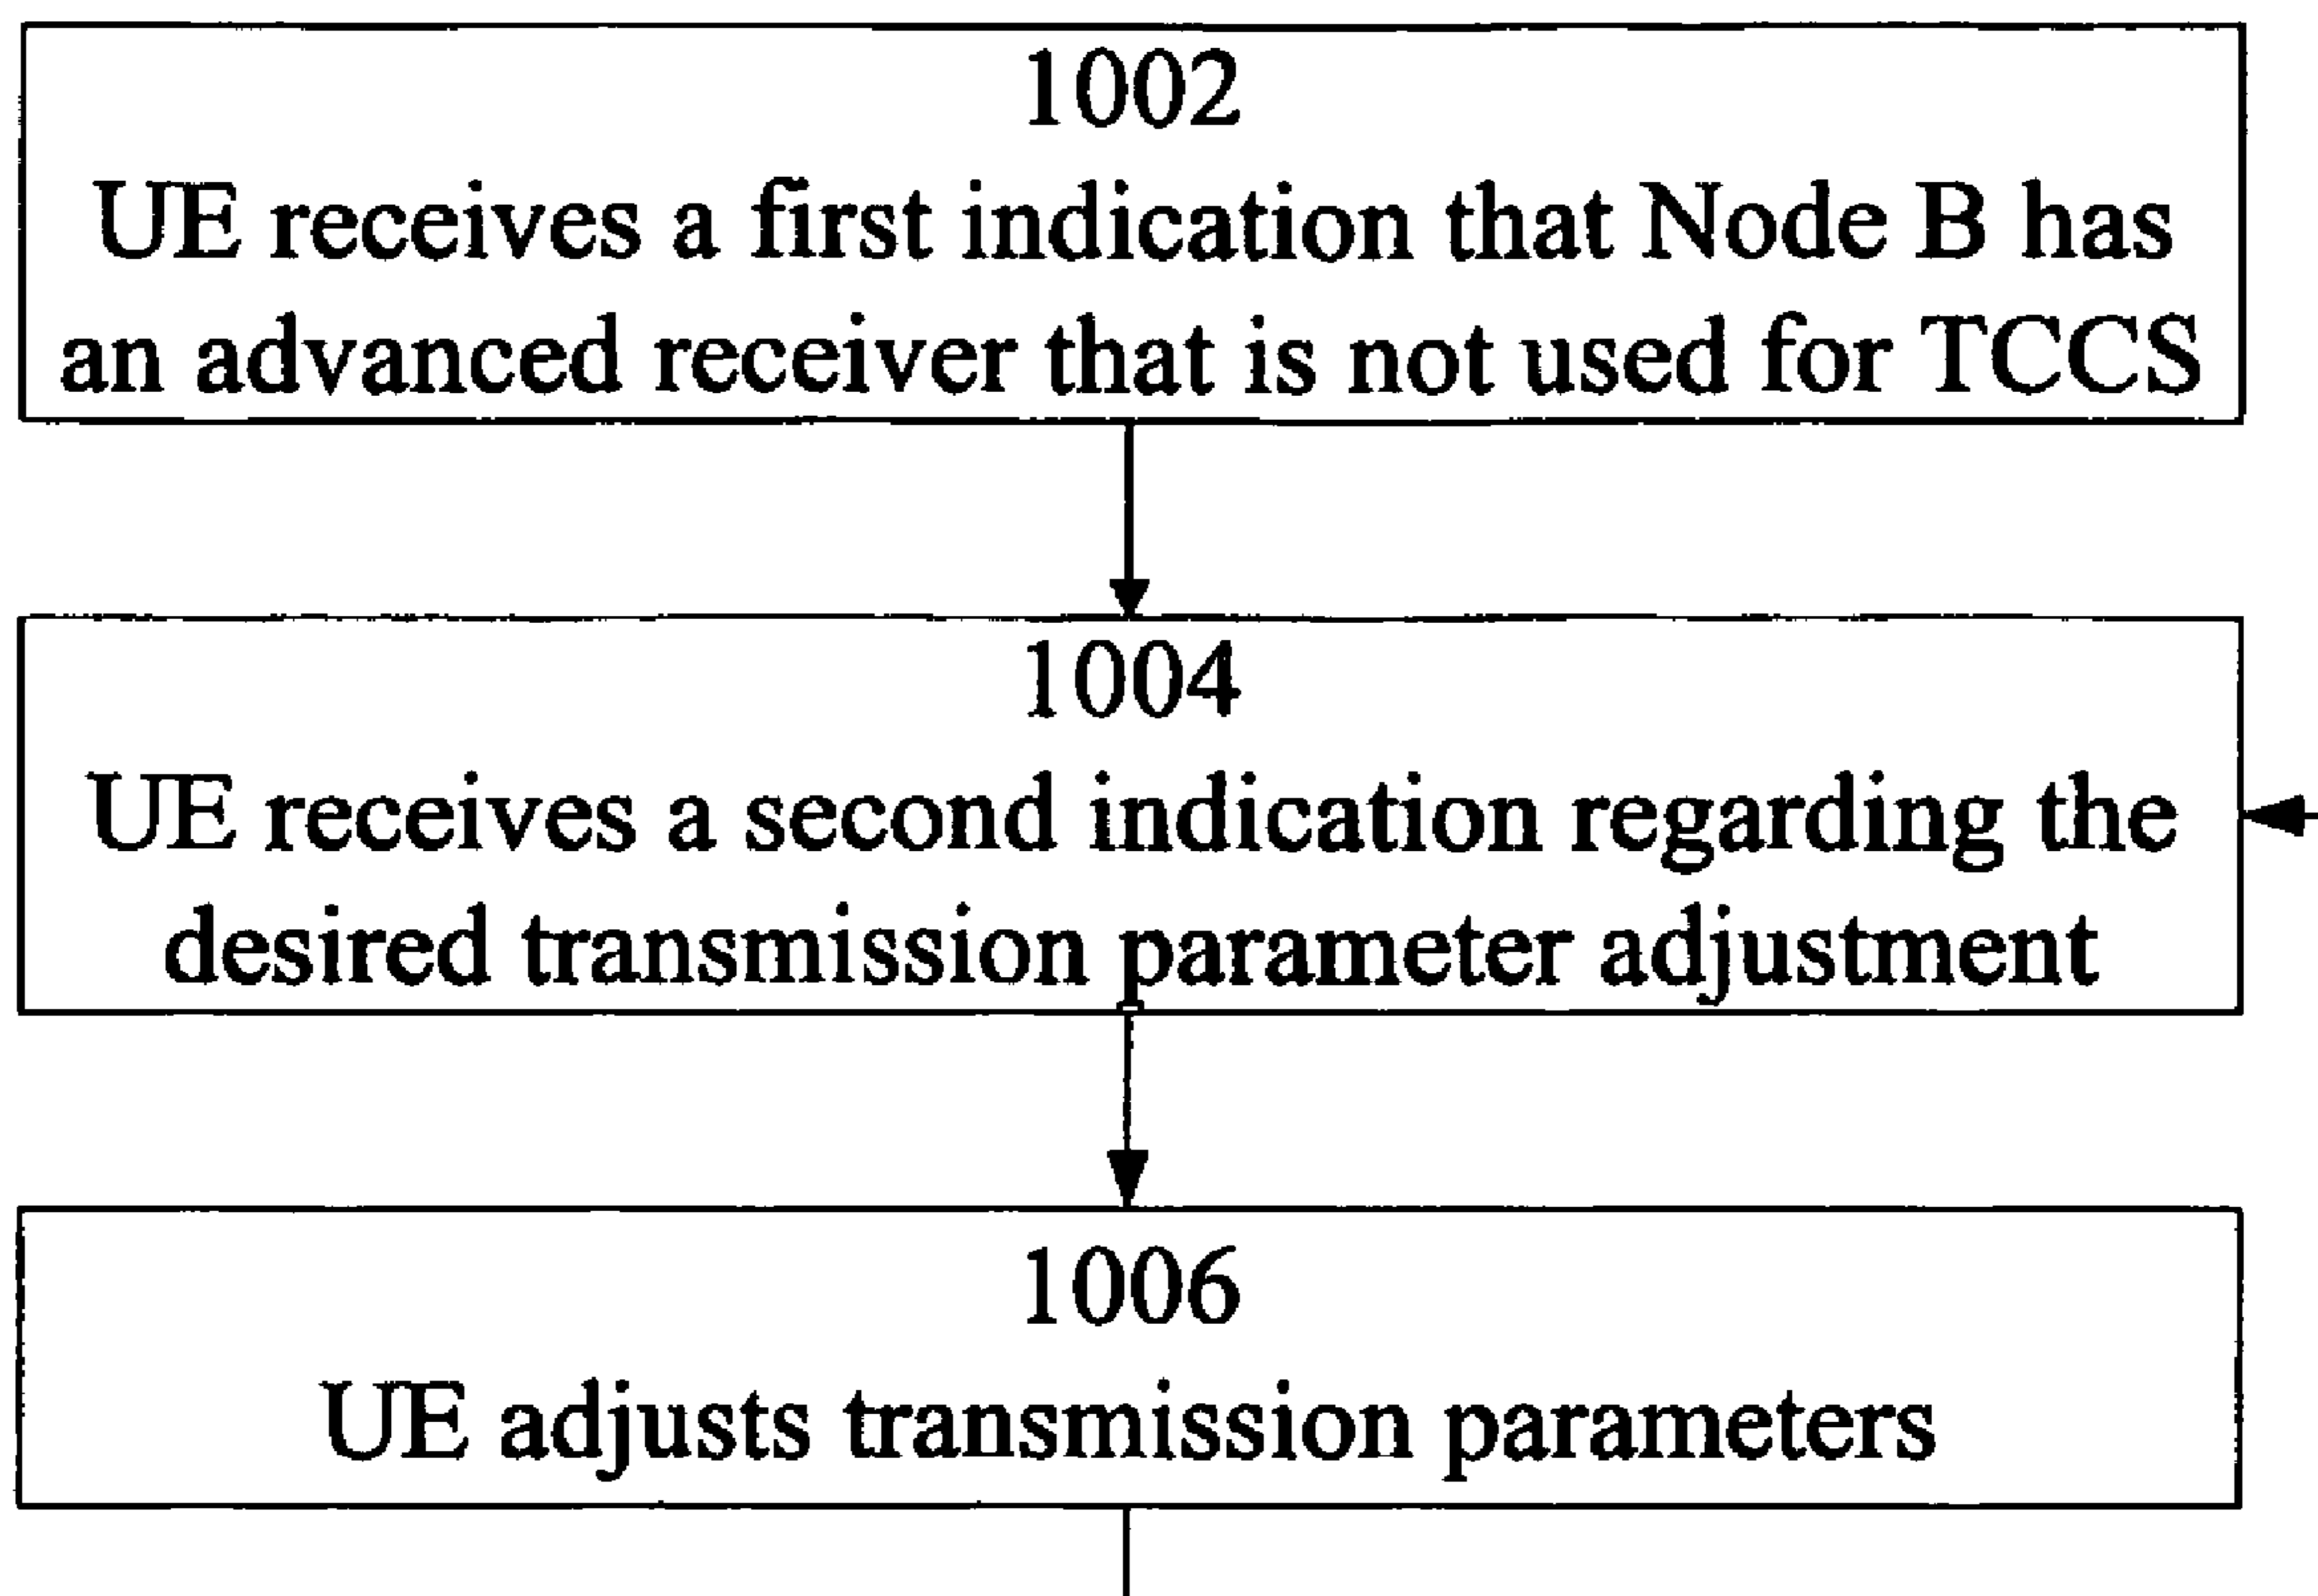 1002
UE receives a first indication that Node B has
an advanced receiver that is not used for TCCS
1004
UE receives a second indication regarding the
desired transmission parameter adjustment
1006
UE adjusts transmission parameters